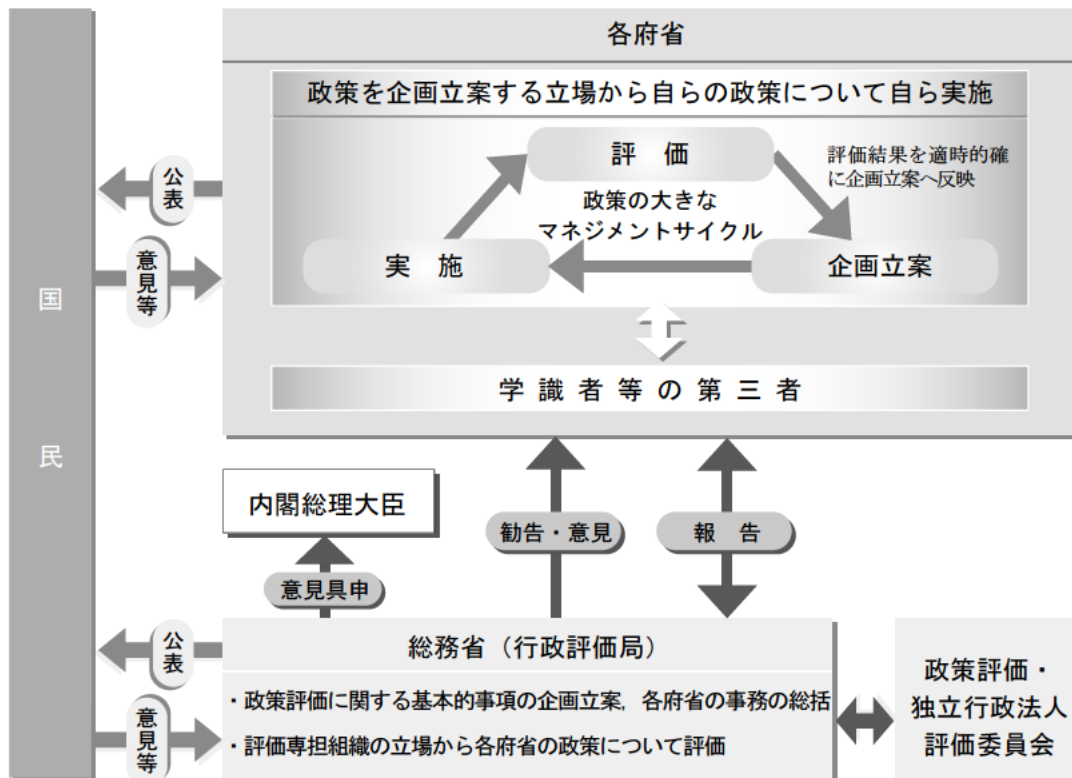 各府省
政策を企画立案する立場から自らの政策について自ら実施
評 価
評価結果を適時的確
に企画立案へ反映
政策の大きな
マネジメントサイクル
実 施
企画立案
学 識 者 等 の 第 三 者
公表
意見等
国民
内閣総理大臣
勧告・意見
報 告
意見具申
公表
意見等
総務省（行政評価局）
・政策評価に関する基本的事項の企画立案，各府省の事務の総括
・評価専担組織の立場から各府省の政策について評価
政策評価・
独立行政法人
評価委員会